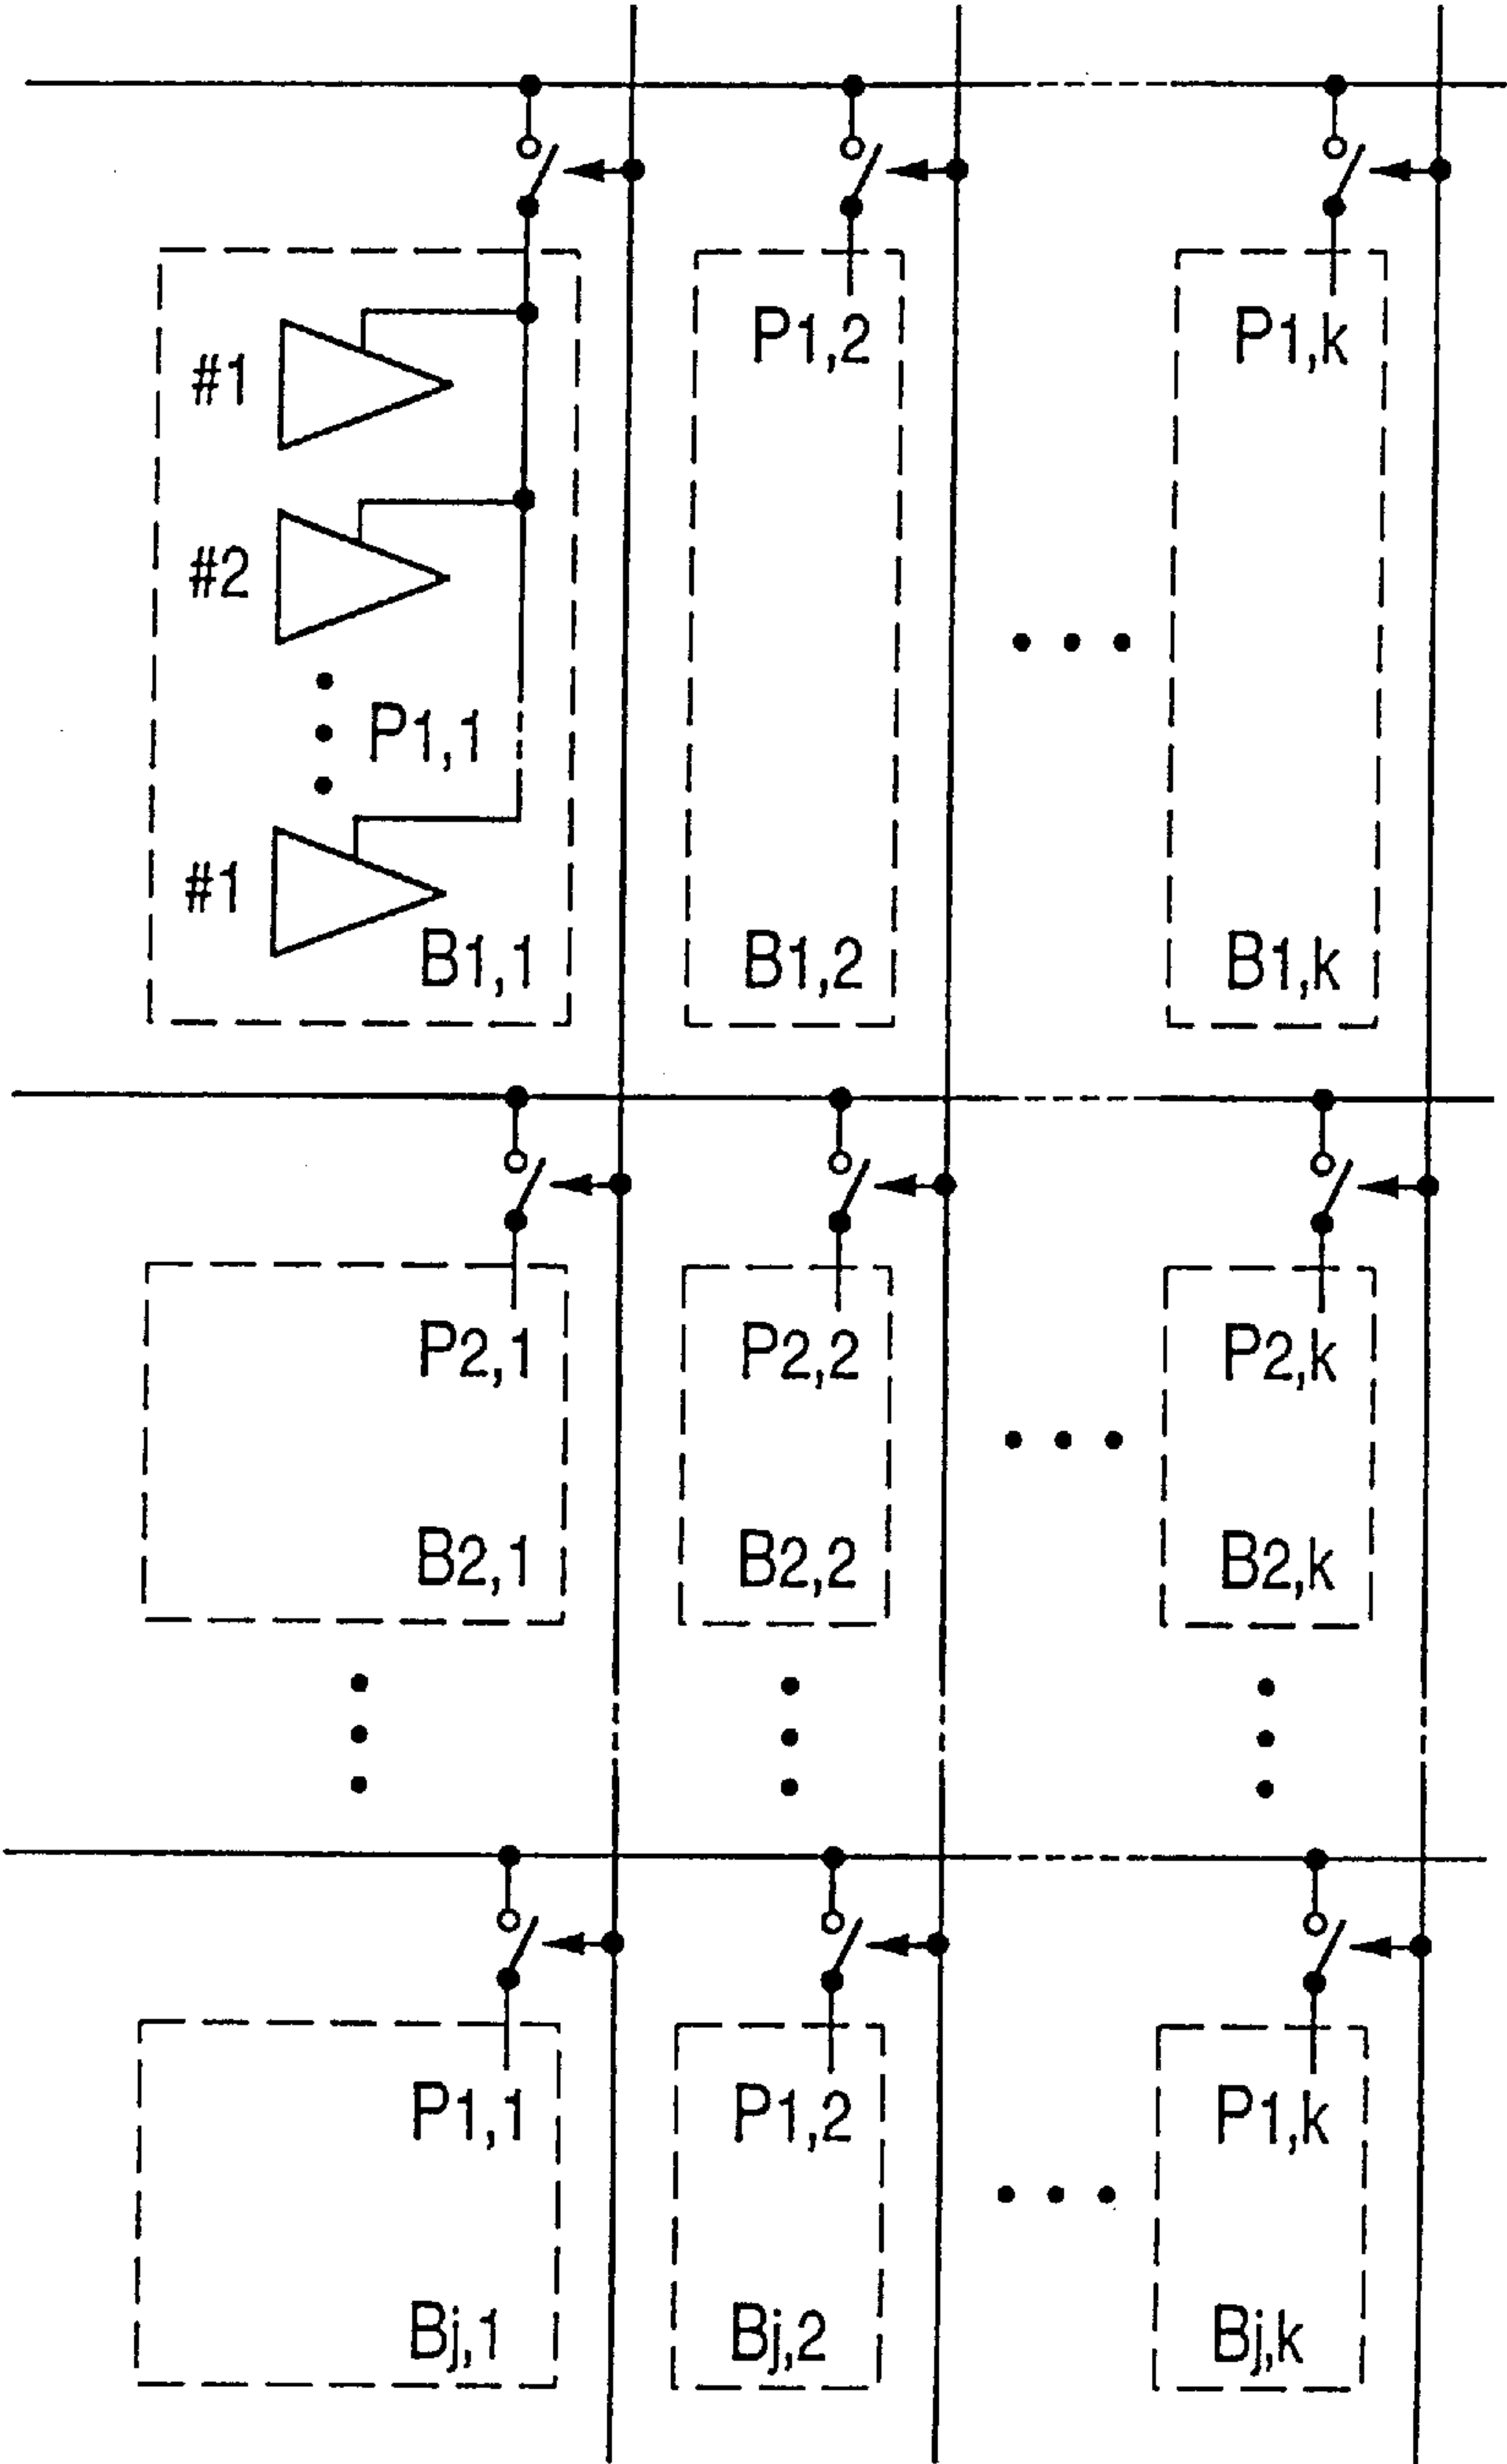 P1,2 P1,k
#1
#2
P1,1
#1
B1,1 B1,2 B1,k
P2,1 P2,2 P2,k
B2,1 B2,2 B2,k
P1,1 P1,2 P1,k
Bj,1 Bj,2 Bj,k